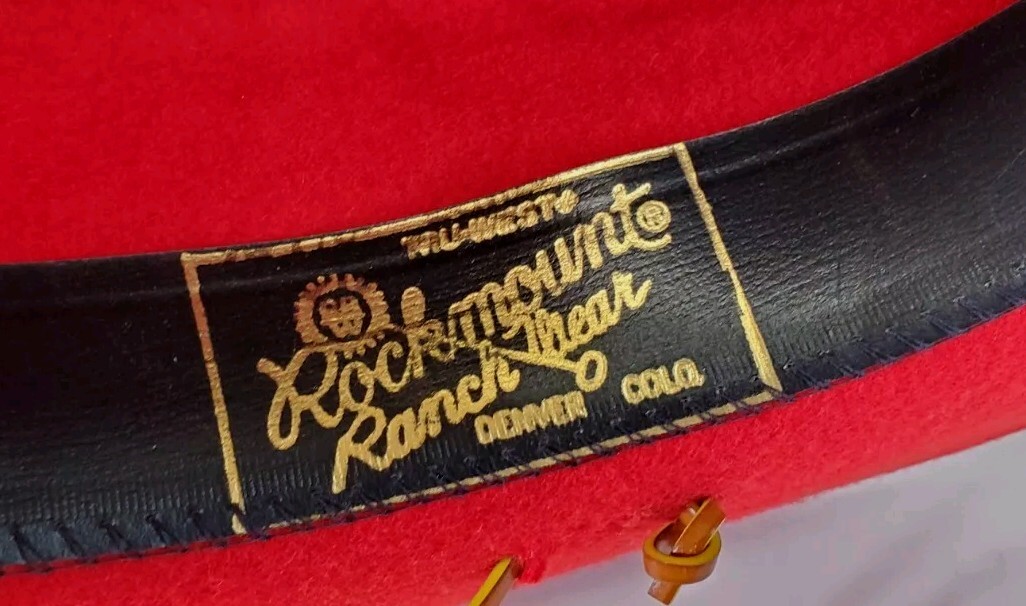 TRU-WEST
Rockmount®
Ranch Wear
DENVER COLO.